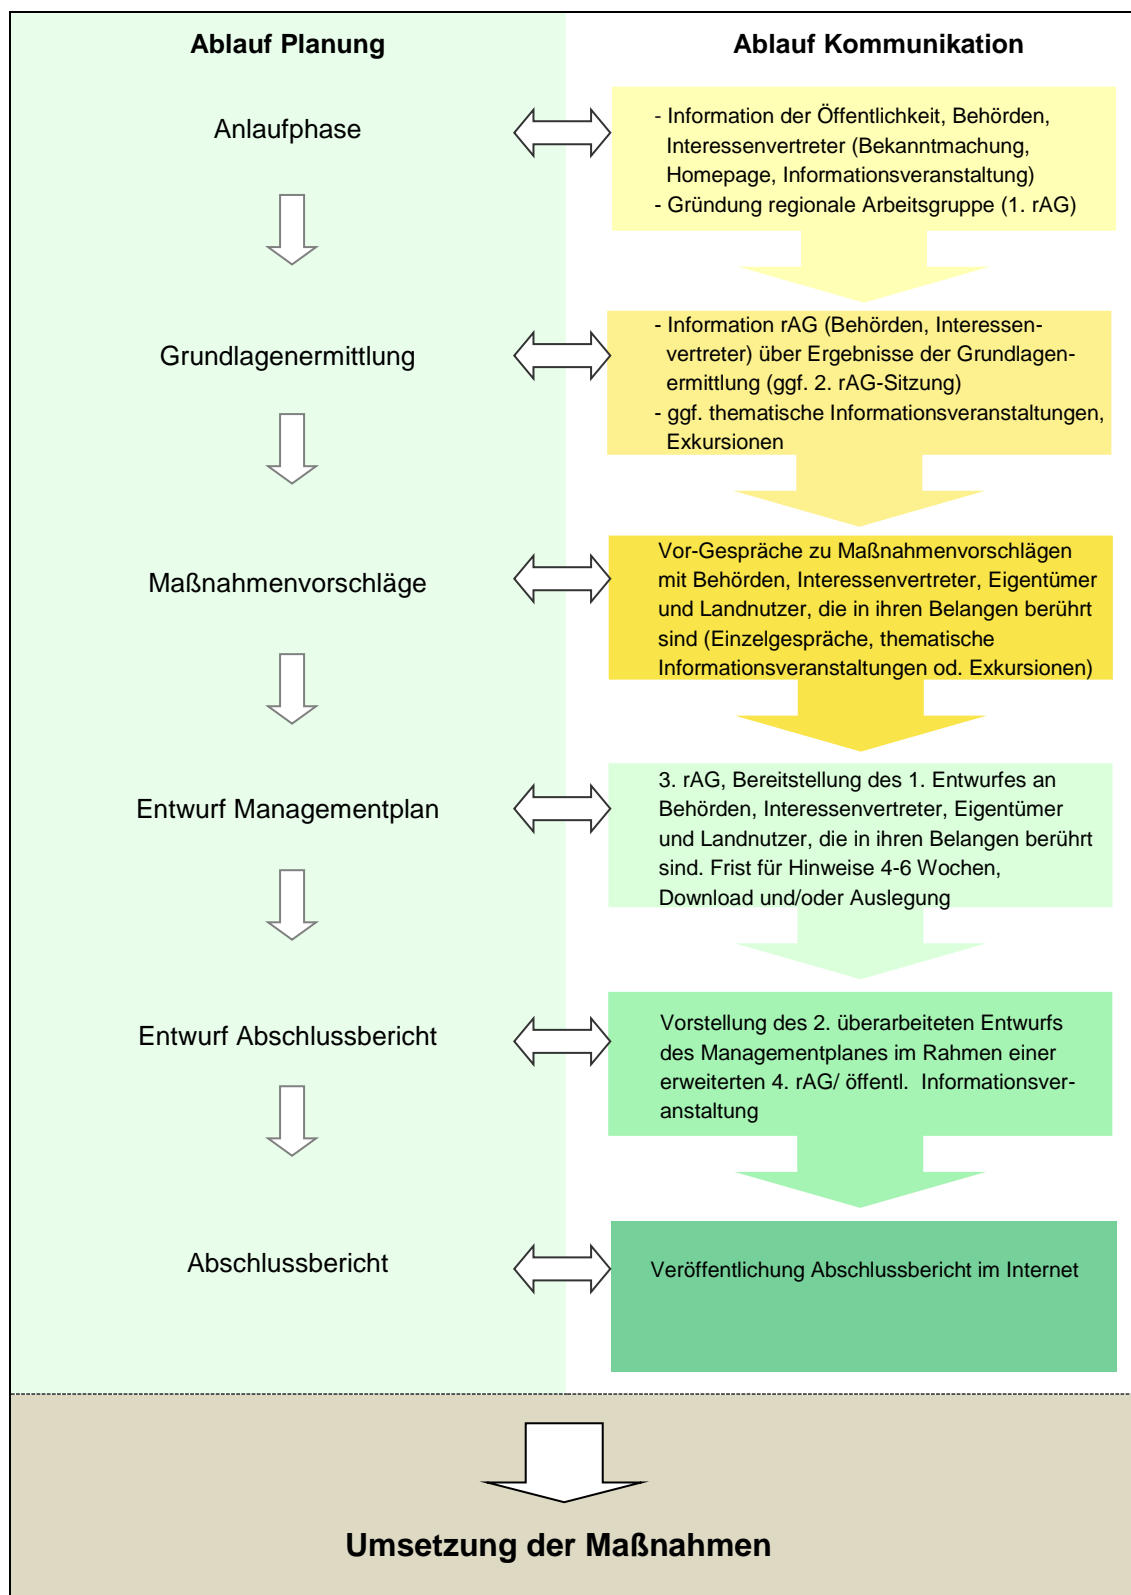 Ablauf Planung
Ablauf Kommunikation
Anlaufphase
- Information der Öffentlichkeit, Behörden,
Interessenvertreter (Bekanntmachung,
Homepage, Informationsveranstaltung)
- Gründung regionale Arbeitsgruppe (1. rAG)
Grundlagenermittlung
- Information rAG (Behörden, Interessen-
vertreter) über Ergebnisse der Grundlagen-
ermittlung (ggf. 2. rAG-Sitzung)
- ggf. thematische Informationsveranstaltungen,
Exkursionen
Maßnahmenvorschläge
Vor-Gespräche zu Maßnahmenvorschlägen
mit Behörden, Interessenvertreter, Eigentümer
und Landnutzer, die in ihren Belangen berührt
sind (Einzelgespräche, thematische
Informationsveranstaltungen od. Exkursionen)
Entwurf Managementplan
3. rAG, Bereitstellung des 1. Entwurfes an
Behörden, Interessenvertreter, Eigentümer
und Landnutzer, die in ihren Belangen berührt
sind. Frist für Hinweise 4-6 Wochen,
Download und/oder Auslegung
Entwurf Abschlussbericht
Vorstellung des 2. überarbeiteten Entwurfs
des Managementplanes im Rahmen einer
erweiterten 4. rAG/ öffentl. Informationsver-
anstaltung
Abschlussbericht
Veröffentlichung Abschlussbericht im Internet
Umsetzung der Maßnahmen